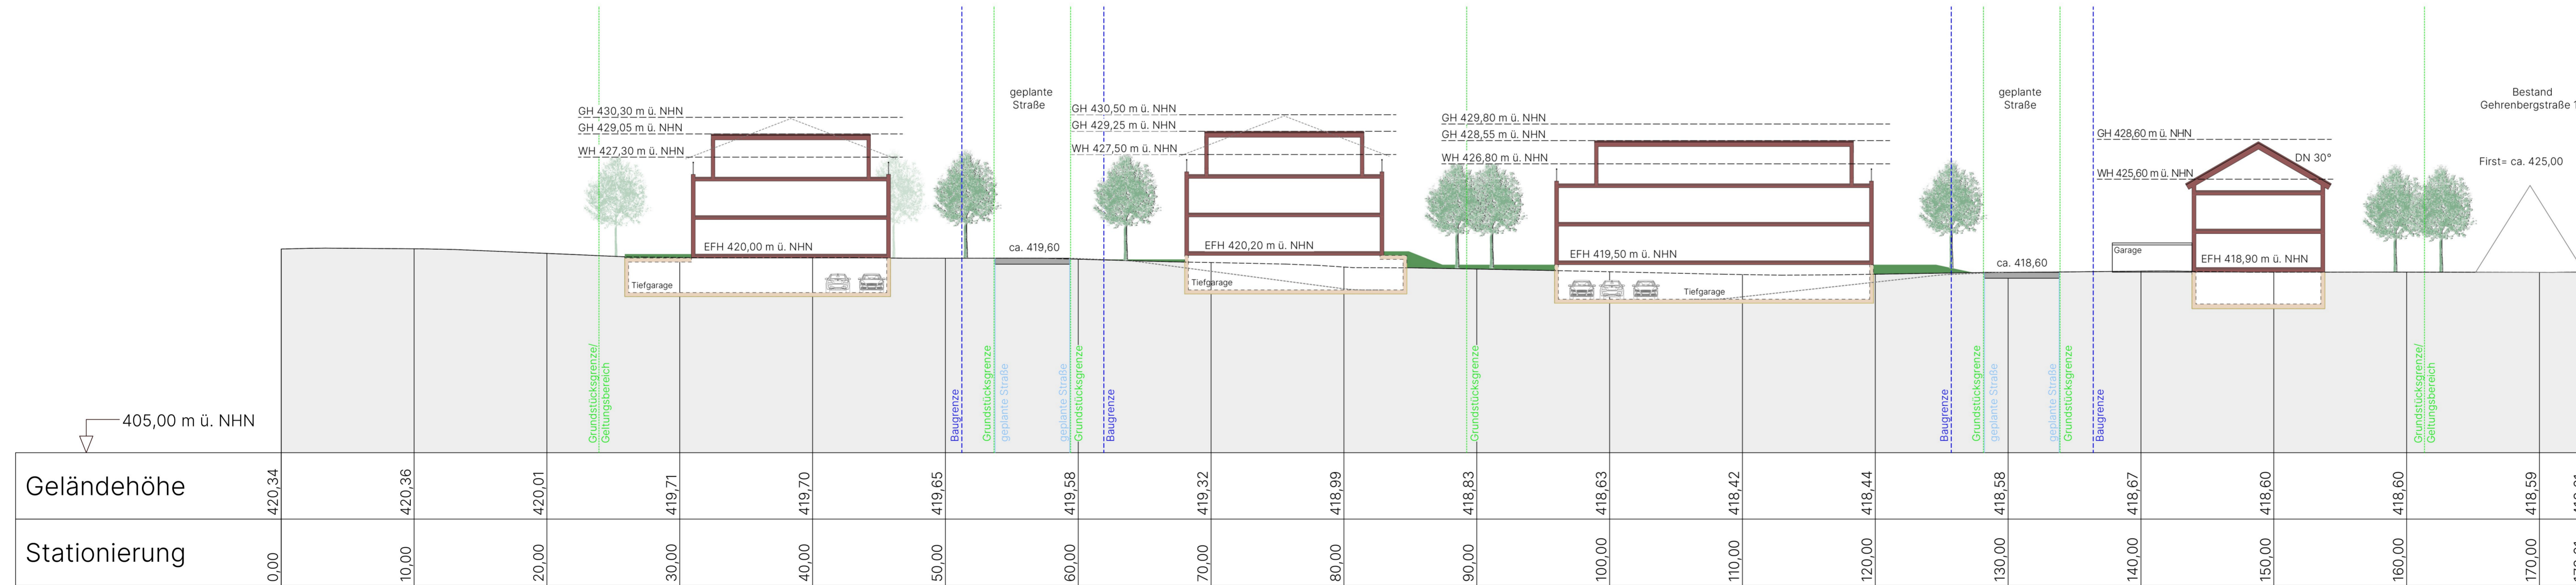 geplante
Straße
geplante
Straße
Bestand
Gehrenbergstraße 1
GH 430,30 m ü. NHN
GH 429,05 m ü. NHN
WH 427,30 m ü. NHN
GH 430,50 m ü. NHN
GH 429,25 m ü. NHN
WH 427,50 m ü. NHN
GH 429,80 m ü. NHN
GH 428,55 m ü. NHN
WH 426,80 m ü. NHN
GH 428,60 m ü. NHN
WH 425,60 m ü. NHN
DN 30°
First= ca. 425,00
EFH 420,00 m ü. NHN
ca. 419,60
EFH 420,20 m ü. NHN
EFH 419,50 m ü. NHN
ca. 418,60
Garage
EFH 418,90 m ü. NHN
Tiefgarage
Tiefgarage
Tiefgarage
Grundstücksgrenze/
Geltungsbereich
Baugrenze
Grundstücksgrenze
geplante Straße
geplante Straße
Grundstücksgrenze
Baugrenze
Grundstücksgrenze
Baugrenze
Grundstücksgrenze
geplante Straße
geplante Straße
Grundstücksgrenze
Baugrenze
Grundstücksgrenze/
Geltungsbereich
405,00 m ü. NHN
Geländehöhe
420,34
420,36
420,01
419,71
419,70
419,65
419,58
419,32
418,99
418,83
418,63
418,42
418,44
418,58
418,67
418,60
418,60
418,59
Stationierung
0,00
10,00
20,00
30,00
40,00
50,00
60,00
70,00
80,00
90,00
100,00
110,00
120,00
130,00
140,00
150,00
160,00
170,00